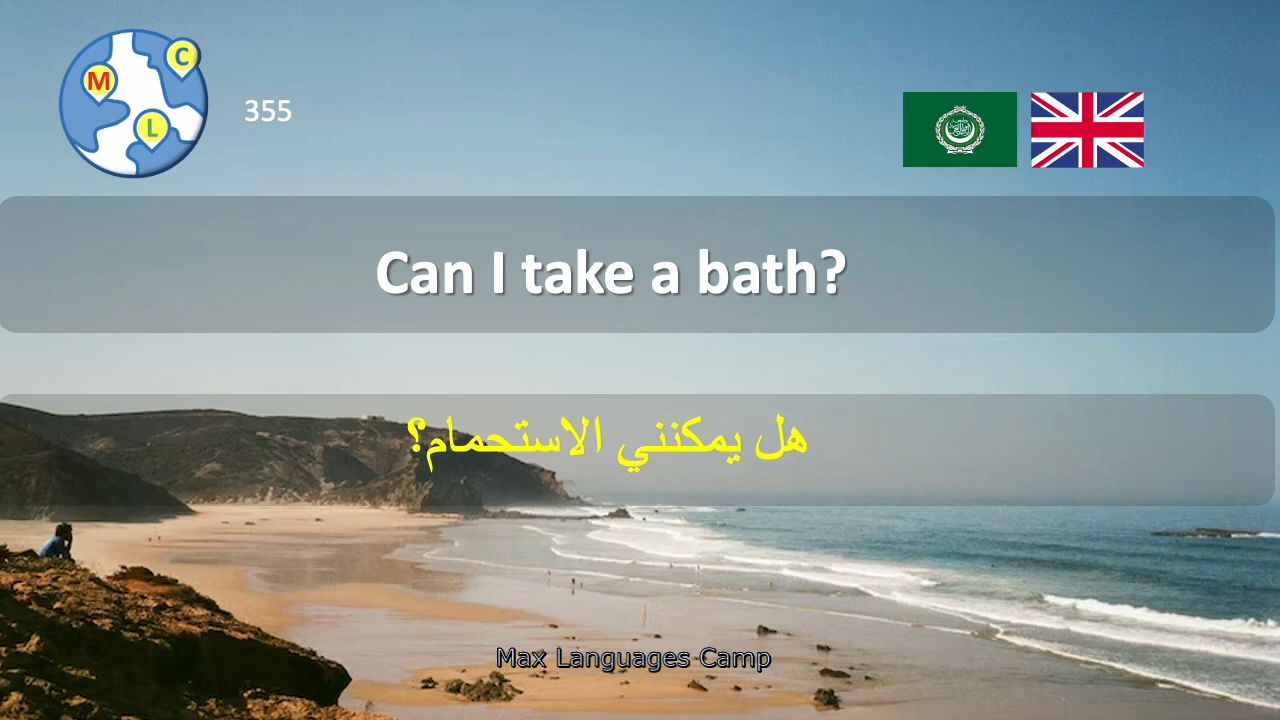 C
M
L
355
Can I take a bath?
هل يمكنني الاستحمام؟
Max Languages Camp